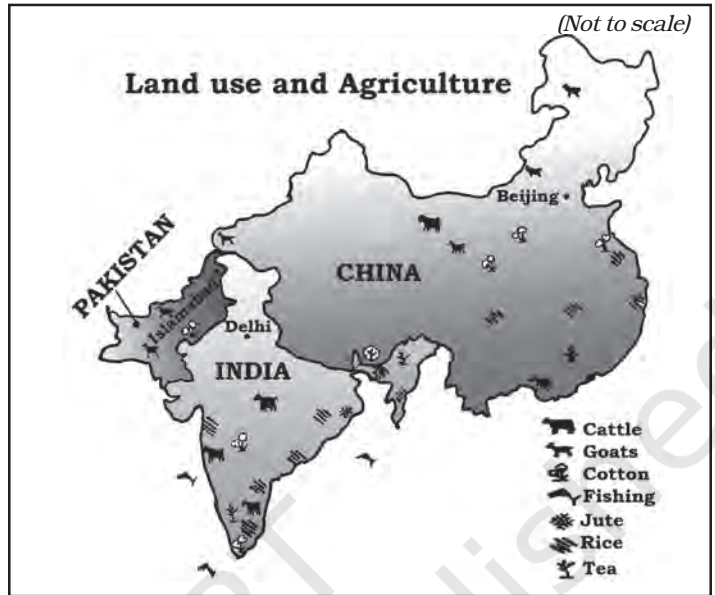 (Not to scale)
Land use and Agriculture
Beijing
PAKISTAN
Islamabad
CHINA
Delhi
INDIA
Cattle
Goats
Cotton
Fishing
Jute
Rice
Tea